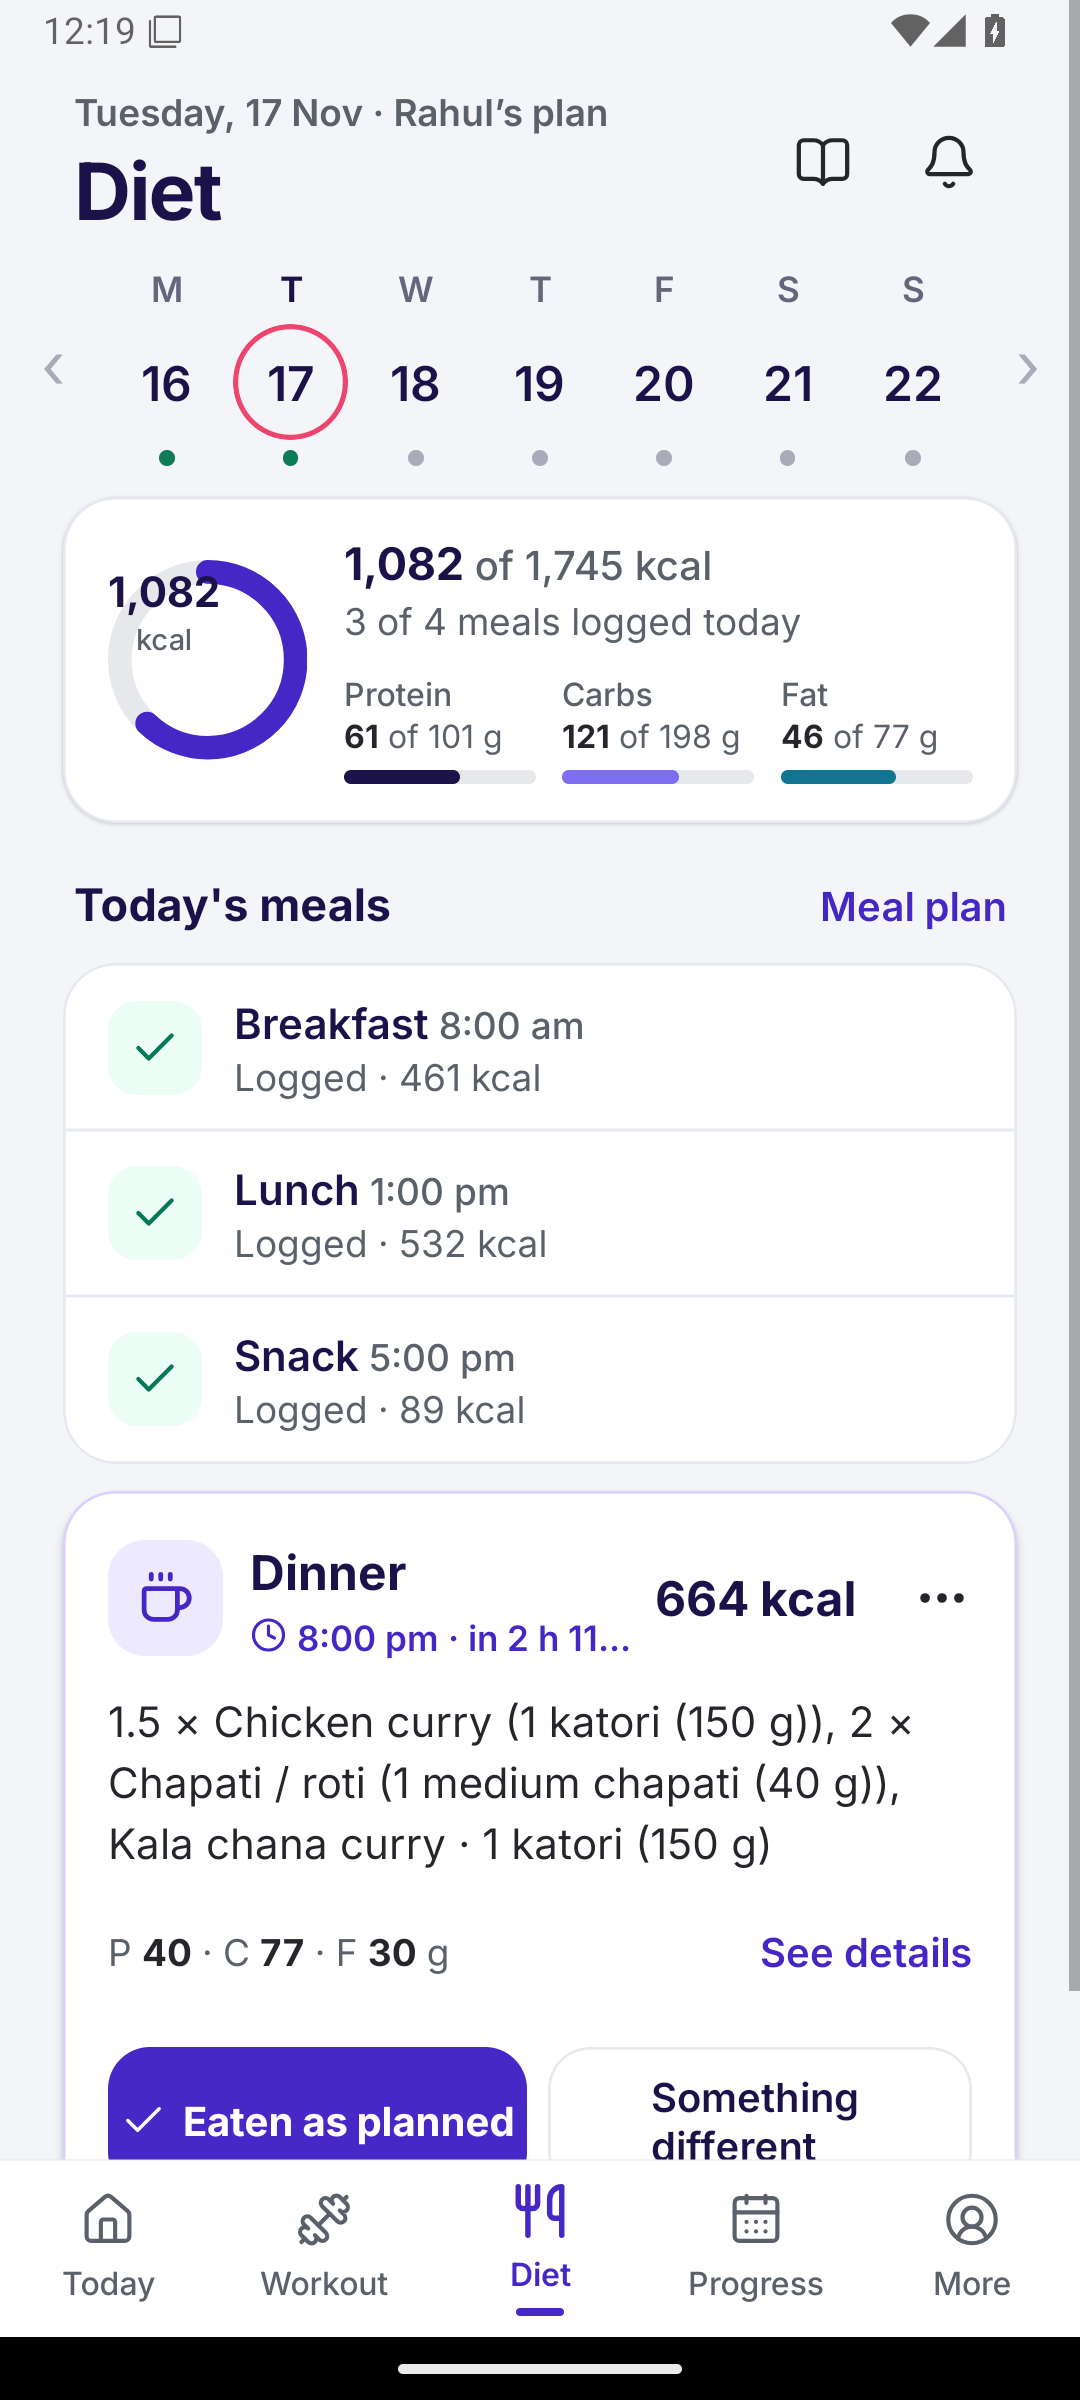 12:19
Tuesday, 17 Nov · Rahul’s plan
Diet
M T W T F S S
‹ 16 17 18 19 20 21 22 ›
1,082
kcal
1,082 of 1,745 kcal
3 of 4 meals logged today
Protein Carbs Fat
61 of 101 g 121 of 198 g 46 of 77 g
Today's meals Meal plan
Breakfast 8:00 am
Logged · 461 kcal
Lunch 1:00 pm
Logged · 532 kcal
Snack 5:00 pm
Logged · 89 kcal
Dinner
8:00 pm · in 2 h 11...
664 kcal
1.5 × Chicken curry (1 katori (150 g)), 2 ×
Chapati / roti (1 medium chapati (40 g)),
Kala chana curry · 1 katori (150 g)
P 40 · C 77 · F 30 g See details
Eaten as planned
Something
different
Today Workout Diet Progress More